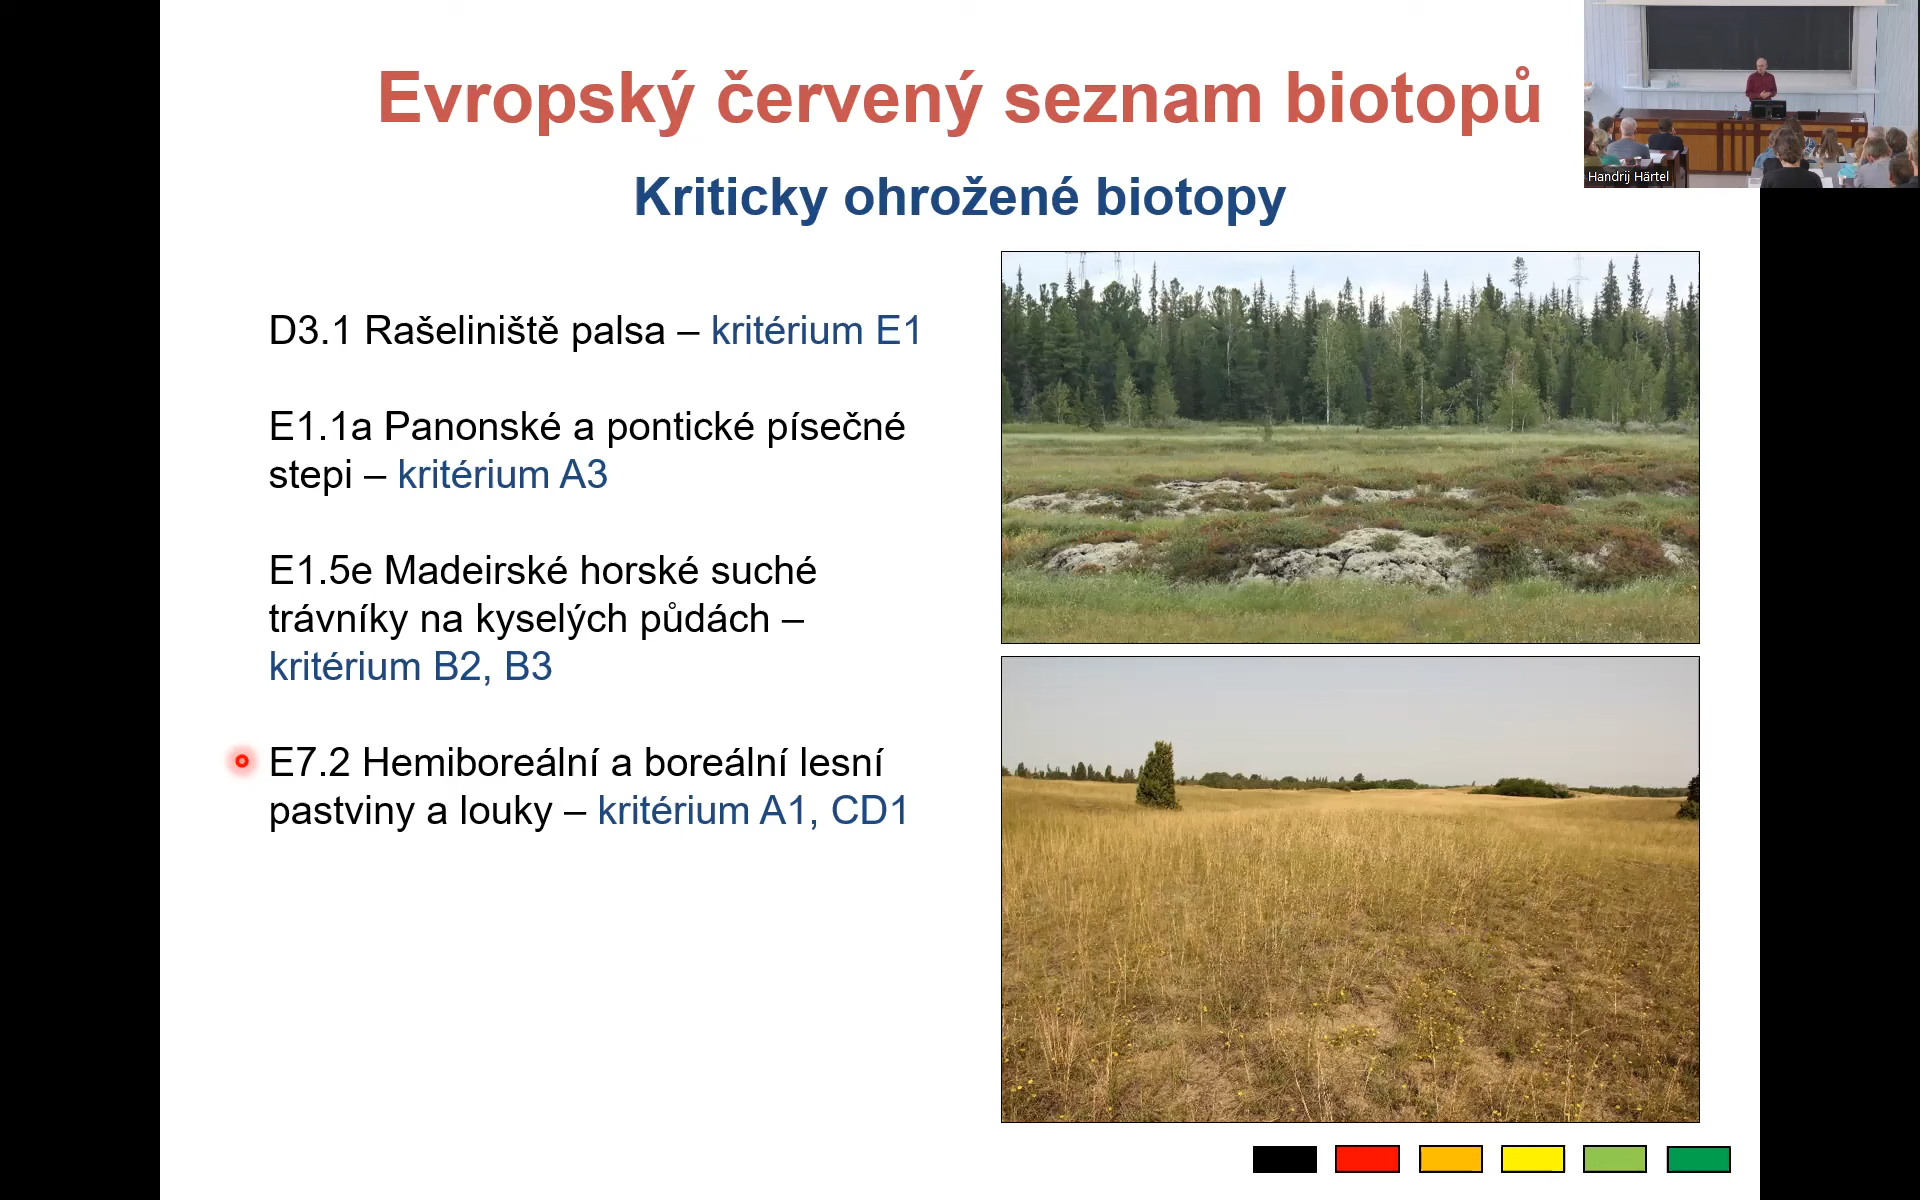 Evropský červený seznam biotopů
Kriticky ohrožené biotopy
Handrij Härtel
D3.1 Rašeliniště palsa – kritérium E1
E1.1a Panonské a pontické písečné
stepi – kritérium A3
E1.5e Madeirské horské suché
trávníky na kyselých půdách –
kritérium B2, B3
E7.2 Hemiboreální a boreální lesní
pastviny a louky – kritérium A1, CD1